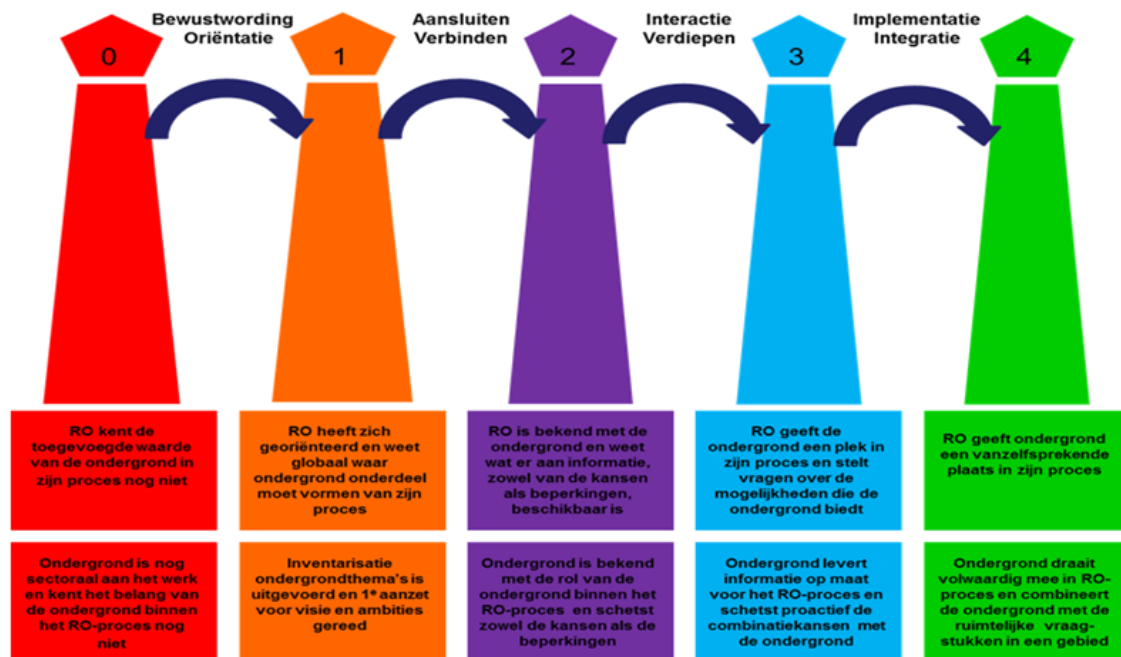 Bewustwording
Oriëntatie
Aansluiten
Verbinden
Interactie
Verdiepen
Implementatie
Integratie
0
1
2
3
4
RO kent de
toegevoegde waarde
van de ondergrond in
zijn proces nog niet
RO heeft zich
georiënteerd en weet
globaal waar
ondergrond onderdeel
moet vormen van zijn
proces
RO is bekend met de
ondergrond en weet
wat er aan informatie,
zowel van de kansen
als beperkingen,
beschikbaar is
RO geeft de
ondergrond een plek in
zijn proces en stelt
vragen over de
mogelijkheden die de
ondergrond biedt
RO geeft ondergrond
een vanzelfsprekende
plaats in zijn proces
Ondergrond is nog
sectoraal aan het werk
en kent het belang van
de ondergrond binnen
het RO-proces nog
niet
Inventarisatie
ondergrondthema's is
uitgevoerd en 1e aanzet
voor visie en ambities
gereed
Ondergrond is bekend
met de rol van de
ondergrond binnen het
RO-proces en schetst
zowel de kansen als de
beperkingen
Ondergrond levert
informatie op maat
voor het RO-proces en
schetst proactief de
combinatiekansen met
de ondergrond
Ondergrond draait
volwaardig mee in RO-
proces en combineert
de ondergrond met de
ruimtelijke vraag-
stukken in een gebied